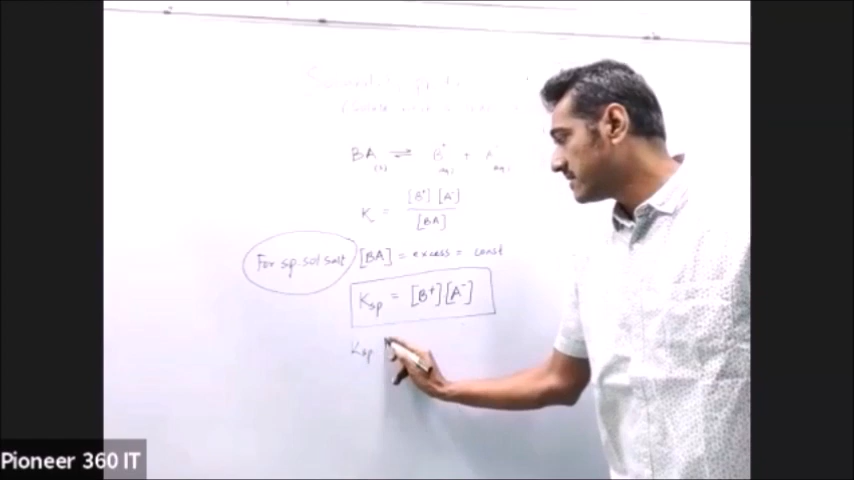 BA(s) ⇌ B⁺(aq) + A⁻(aq)
K = [B⁺][A⁻] / [BA]
For sp. sol salt [BA] = excess = const
Ksp = [B⁺][A⁻]
Ksp
Pioneer 360 IT